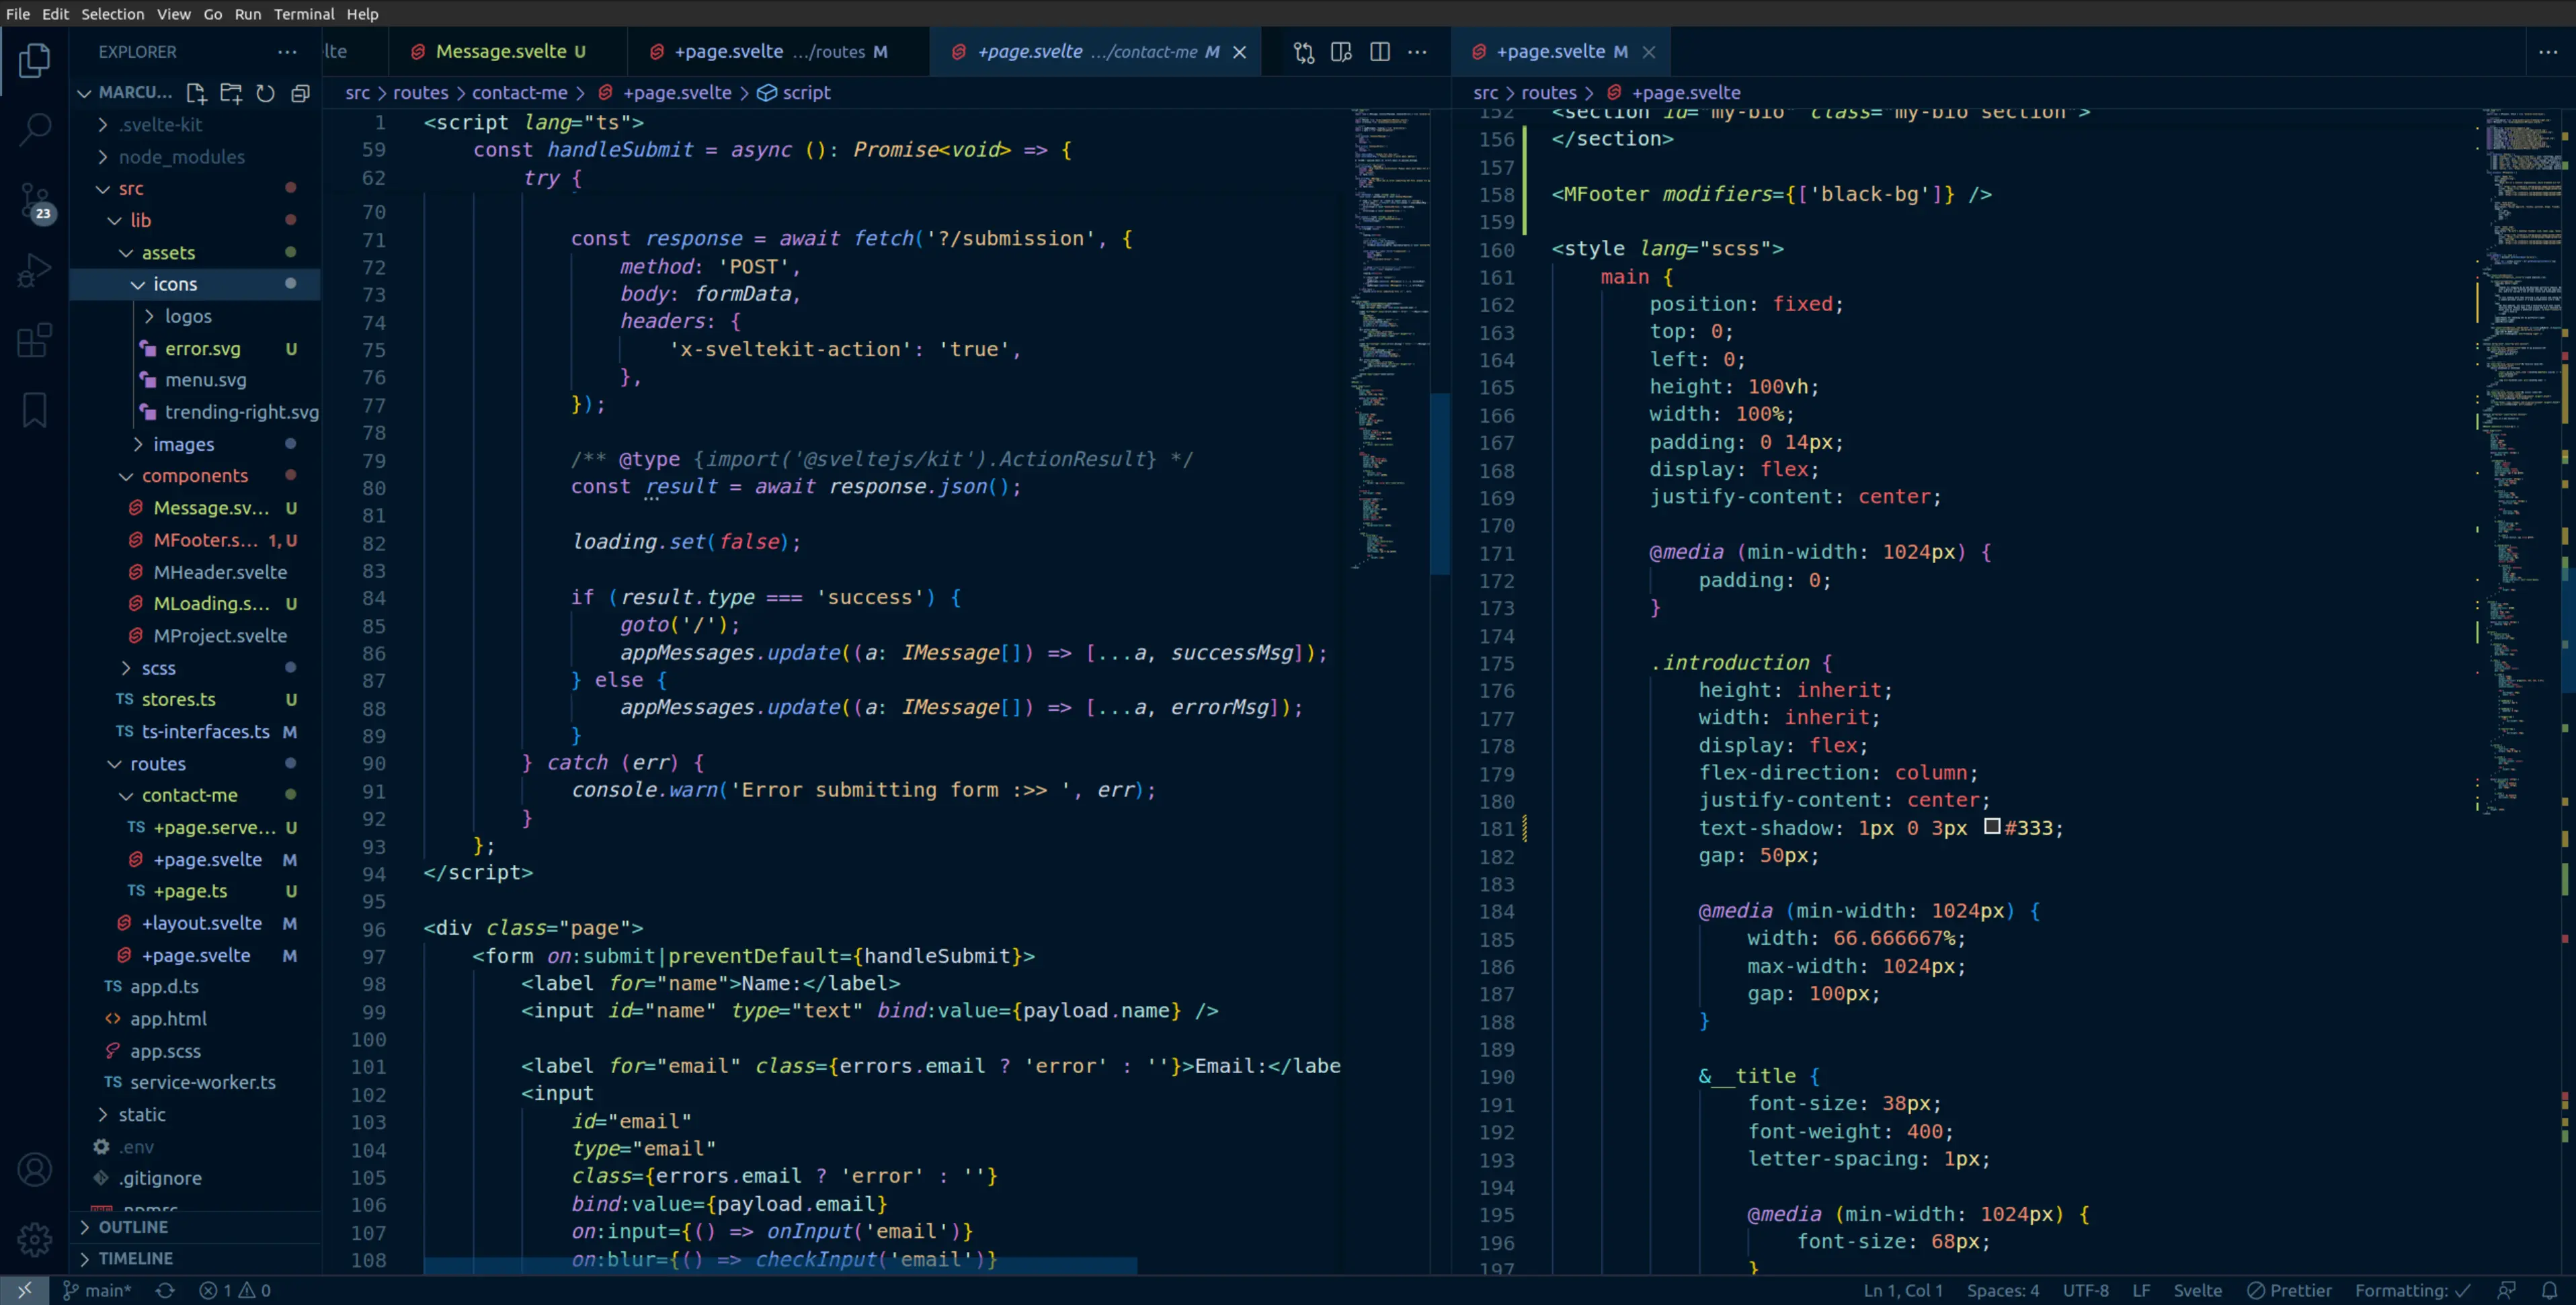 File Edit Selection View Go Run Terminal Help
EXPLORER
MARCU...
.svelte-kit
node_modules
src
lib
assets
icons
logos
error.svg U
menu.svg
trending-right.svg
images
components
Message.sv... U
MFooter.s... 1, U
MHeader.svelte
MLoading.s... U
MProject.svelte
scss
TS stores.ts U
TS ts-interfaces.ts M
routes
contact-me
TS +page.serve... U
+page.svelte M
TS +page.ts U
+layout.svelte M
+page.svelte M
TS app.d.ts
<> app.html
app.scss
TS service-worker.ts
static
.env
.gitignore
OUTLINE
TIMELINE
23
lte Message.svelte U +page.svelte .../routes M +page.svelte .../contact-me M
src > routes > contact-me > +page.svelte > script
1 <script lang="ts">
59 const handleSubmit = async (): Promise<void> => {
62 try {
70
71 const response = await fetch('?/submission', {
72 method: 'POST',
73 body: formData,
74 headers: {
75 'x-sveltekit-action': 'true',
76 },
77 });
78
79 /** @type {import('@sveltejs/kit').ActionResult} */
80 const result = await response.json();
81
82 loading.set(false);
83
84 if (result.type === 'success') {
85 goto('/');
86 appMessages.update((a: IMessage[]) => [...a, successMsg]);
87 } else {
88 appMessages.update((a: IMessage[]) => [...a, errorMsg]);
89 }
90 } catch (err) {
91 console.warn('Error submitting form :>> ', err);
92 }
93 };
94 </script>
95
96 <div class="page">
97 <form on:submit|preventDefault={handleSubmit}>
98 <label for="name">Name:</label>
99 <input id="name" type="text" bind:value={payload.name} />
100
101 <label for="email" class={errors.email ? 'error' : ''}>Email:</labe
102 <input
103 id="email"
104 type="email"
105 class={errors.email ? 'error' : ''}
106 bind:value={payload.email}
107 on:input={() => onInput('email')}
108 on:blur={() => checkInput('email')}
+page.svelte M
src > routes > +page.svelte
152 <section id="my-bio" class="my-bio section">
156 </section>
157
158 <MFooter modifiers={['black-bg']} />
159
160 <style lang="scss">
161 main {
162 position: fixed;
163 top: 0;
164 left: 0;
165 height: 100vh;
166 width: 100%;
167 padding: 0 14px;
168 display: flex;
169 justify-content: center;
170
171 @media (min-width: 1024px) {
172 padding: 0;
173 }
174
175 .introduction {
176 height: inherit;
177 width: inherit;
178 display: flex;
179 flex-direction: column;
180 justify-content: center;
181 text-shadow: 1px 0 3px #333;
182 gap: 50px;
183
184 @media (min-width: 1024px) {
185 width: 66.666667%;
186 max-width: 1024px;
187 gap: 100px;
188 }
189
190 &__title {
191 font-size: 38px;
192 font-weight: 400;
193 letter-spacing: 1px;
194
195 @media (min-width: 1024px) {
196 font-size: 68px;
197 }
main* 1 0 Ln 1, Col 1 Spaces: 4 UTF-8 LF Svelte Prettier Formatting: ✓